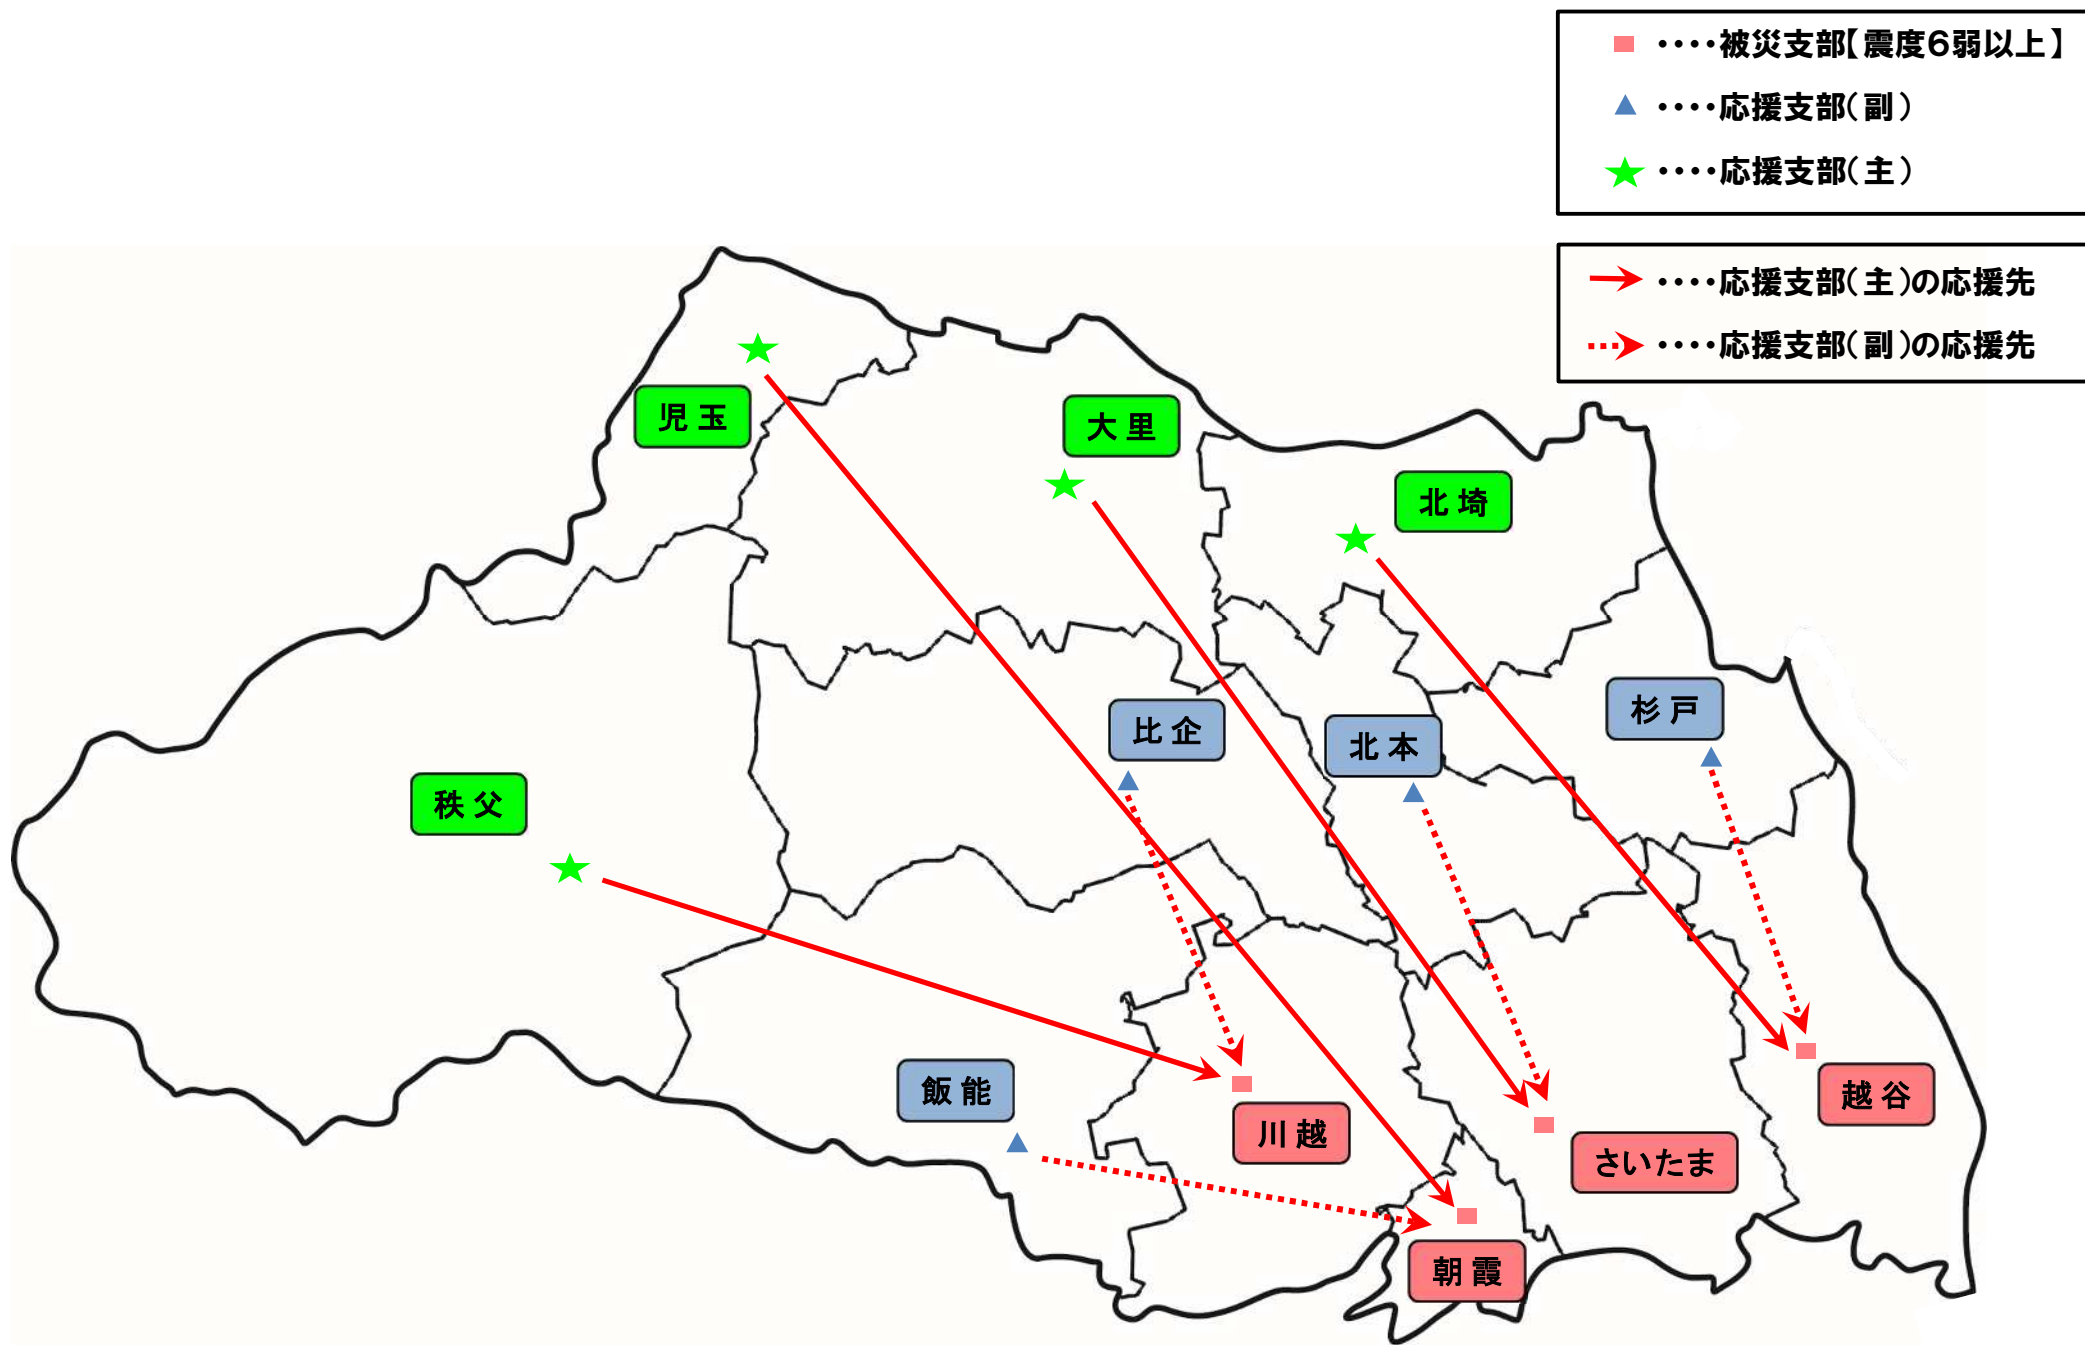 ････被災支部【震度６弱以上】
････応援支部（副）
････応援支部（主）
････応援支部（主）の応援先
････応援支部（副）の応援先
児玉
大里
北埼
杉戸
比企
北本
秩父
飯能
川越
越谷
さいたま
朝霞